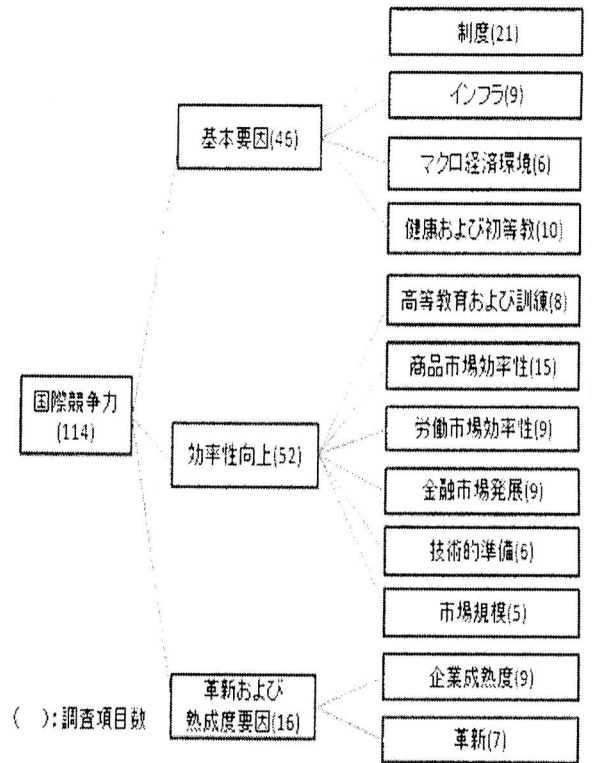 国際競争力
(114)
基本要因(46)
制度(21)
インフラ(9)
マクロ経済環境(6)
健康および初等教(10)
効率性向上(52)
高等教育および訓練(8)
商品市場効率性(15)
労働市場効率性(9)
金融市場発展(9)
技術的準備(6)
市場規模(5)
革新および
熟成度要因(16)
企業成熟度(9)
革新(7)
( ):調査項目数